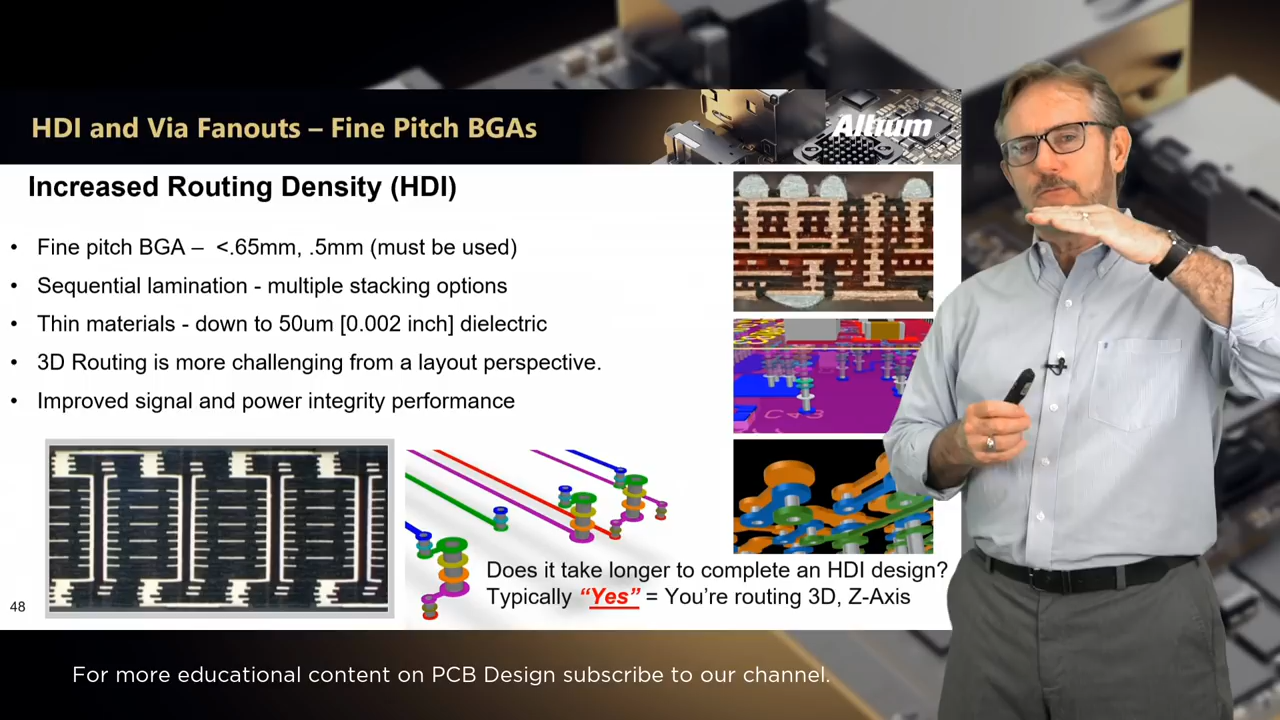 HDI and Via Fanouts – Fine Pitch BGAs
Altium
Increased Routing Density (HDI)
• Fine pitch BGA – <.65mm, .5mm (must be used)
• Sequential lamination - multiple stacking options
• Thin materials - down to 50um [0.002 inch] dielectric
• 3D Routing is more challenging from a layout perspective.
• Improved signal and power integrity performance
C43
Does it take longer to complete an HDI design?
Typically “Yes” = You’re routing 3D, Z-Axis
48
For more educational content on PCB Design subscribe to our channel.